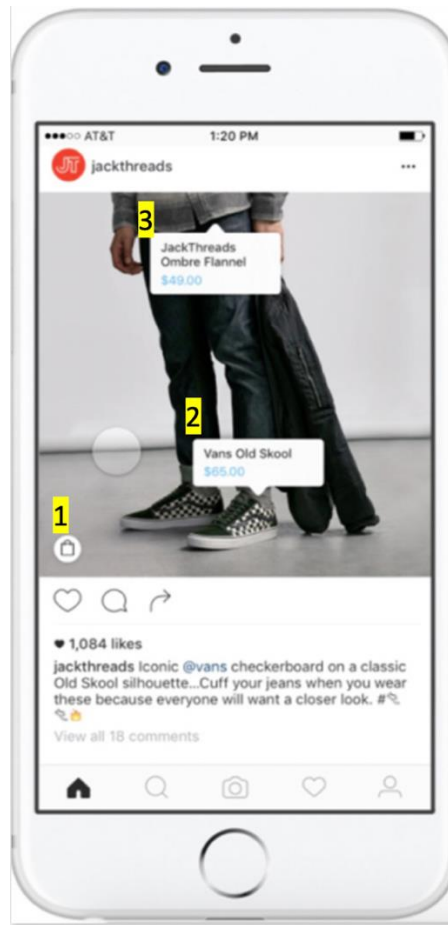 AT&T 1:20 PM
JT jackthreads
3
JackThreads
Ombre Flannel
$49.00
2
Vans Old Skool
$65.00
1
1,084 likes
jackthreads Iconic @vans checkerboard on a classic
Old Skool silhouette...Cuff your jeans when you wear
these because everyone will want a closer look. #
View all 18 comments